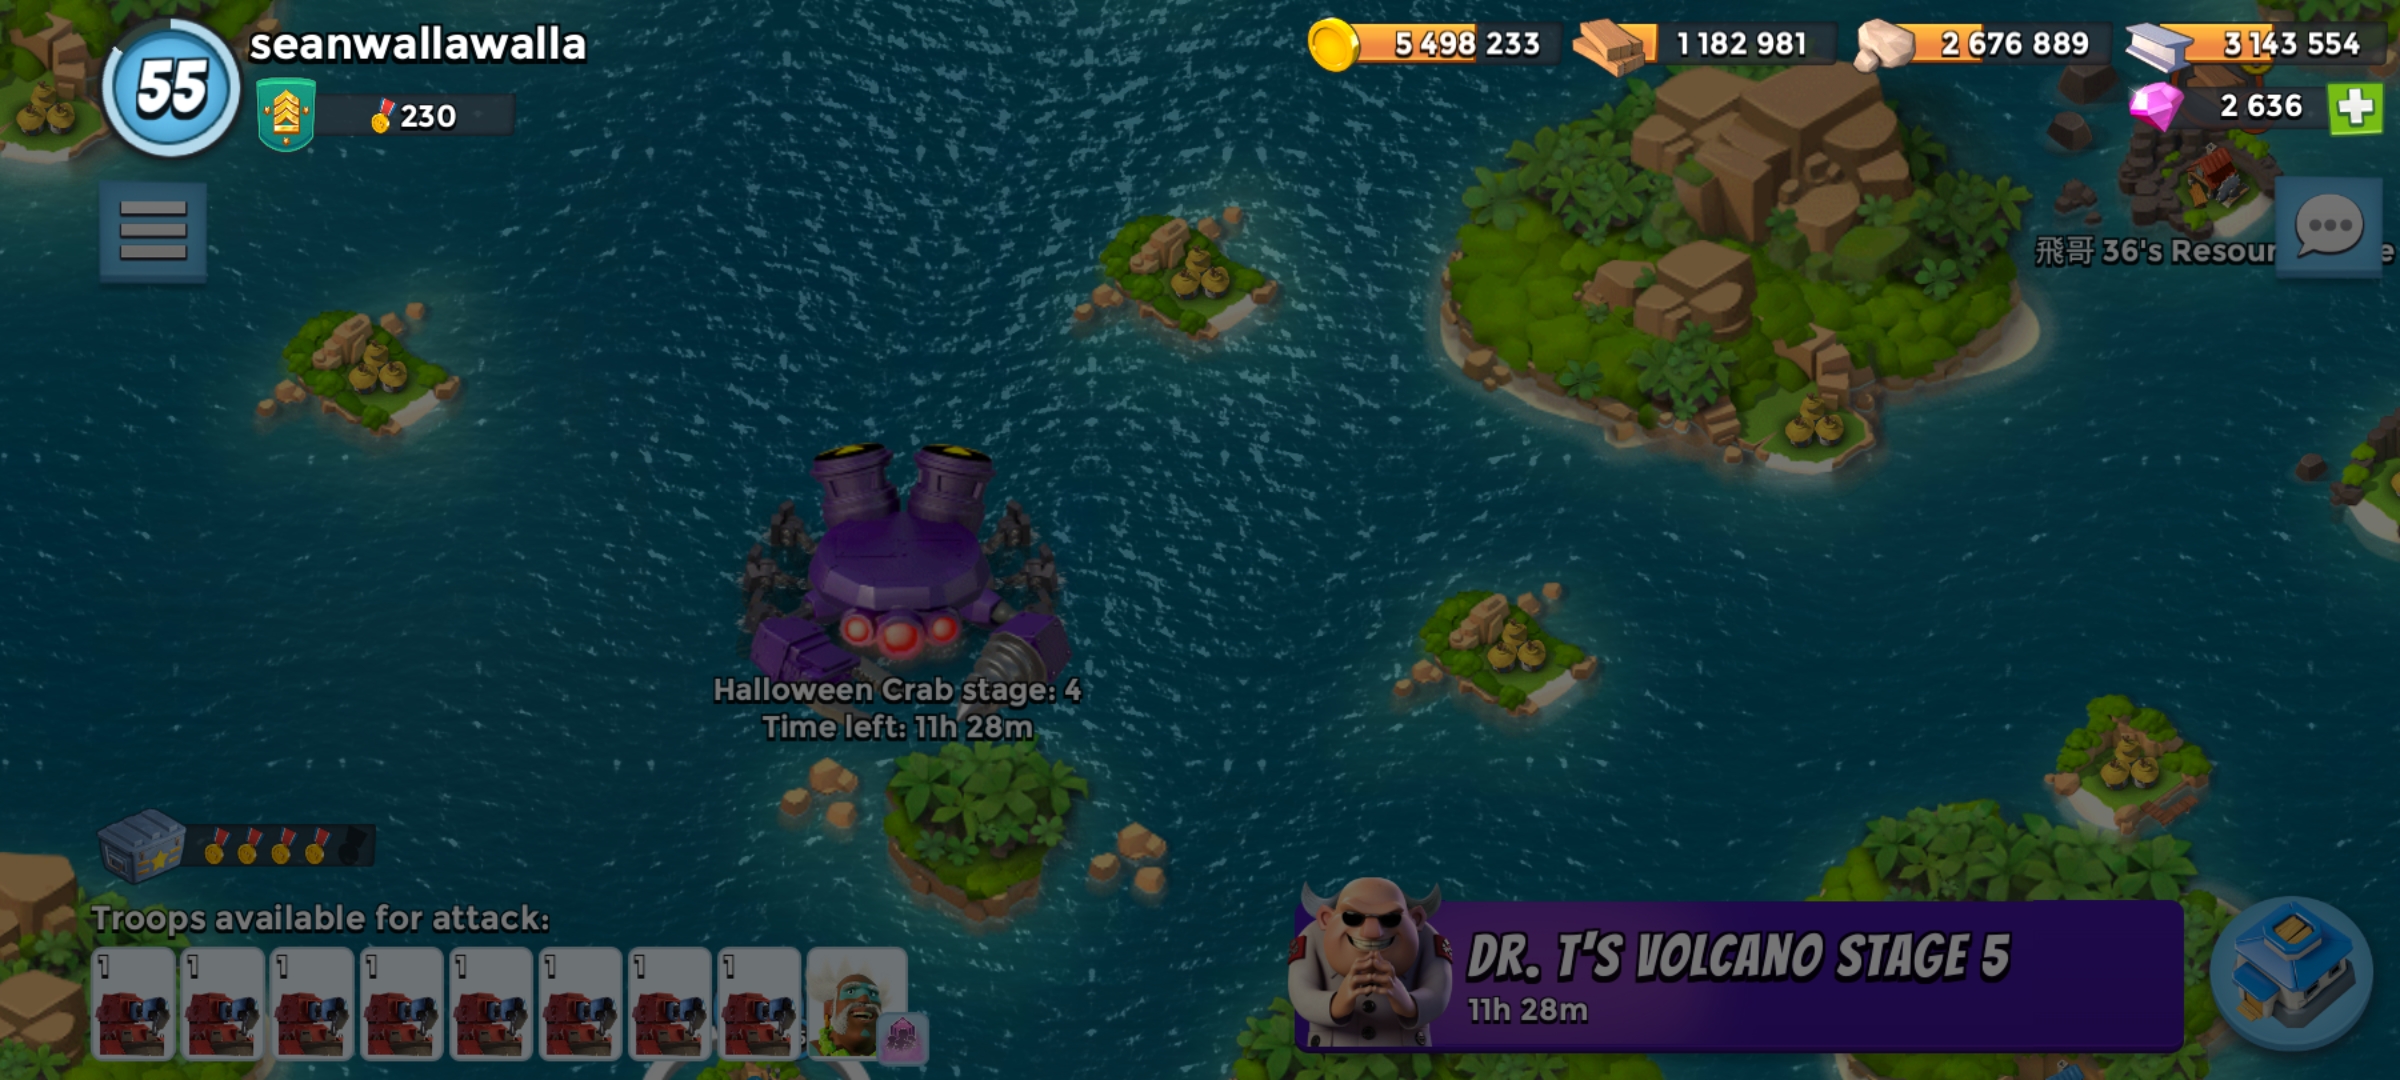 55
seanwallawalla
230
5 498 233
1 182 981
2 676 889
3 143 554
2 636
飛哥 36's Resour
Halloween Crab stage: 4
Time left: 11h 28m
Troops available for attack:
1 1 1 1 1 1 1 1
DR. T'S VOLCANO STAGE 5
11h 28m